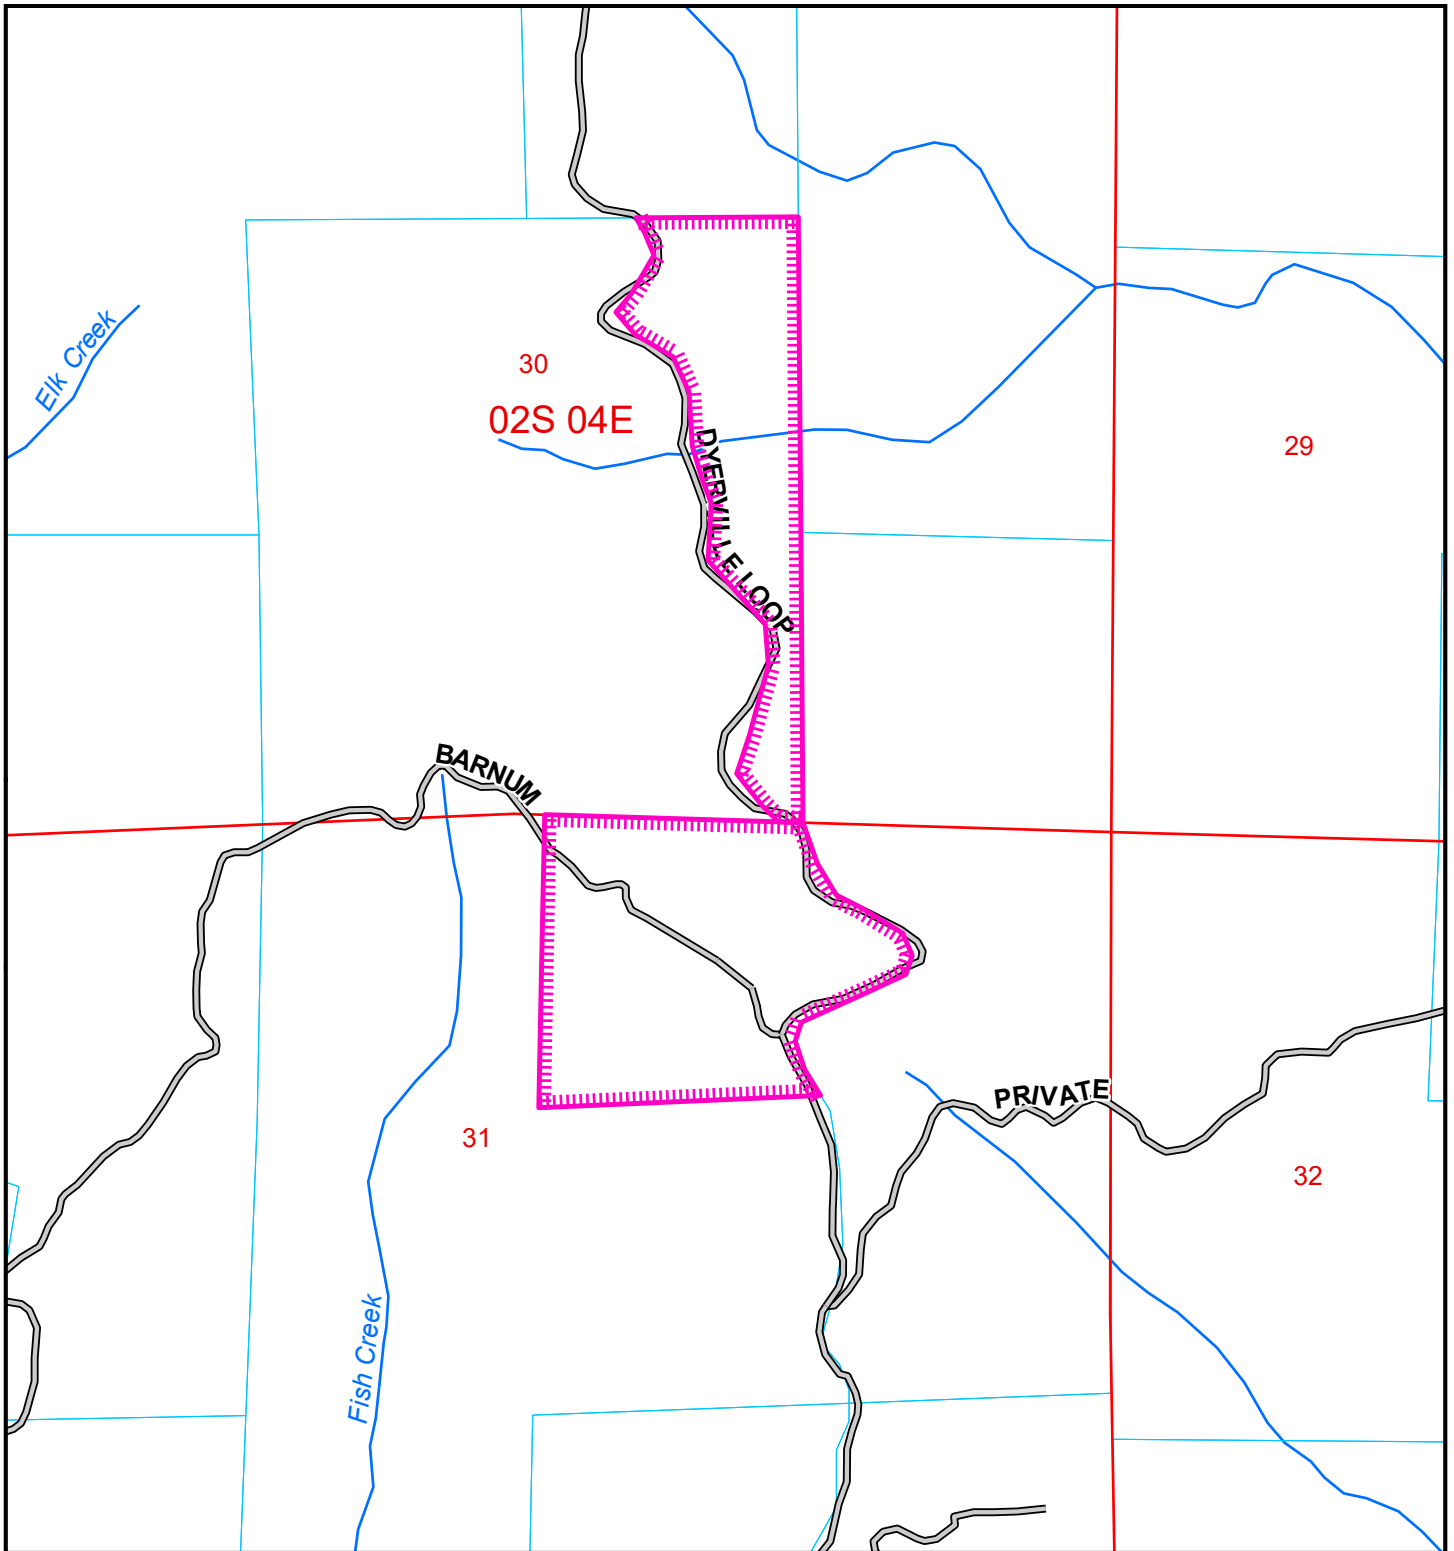 Elk Creek
30
02S 04E
29
DYERVILLE LOOP
BARNUM
PRIVATE
31
32
Fish Creek